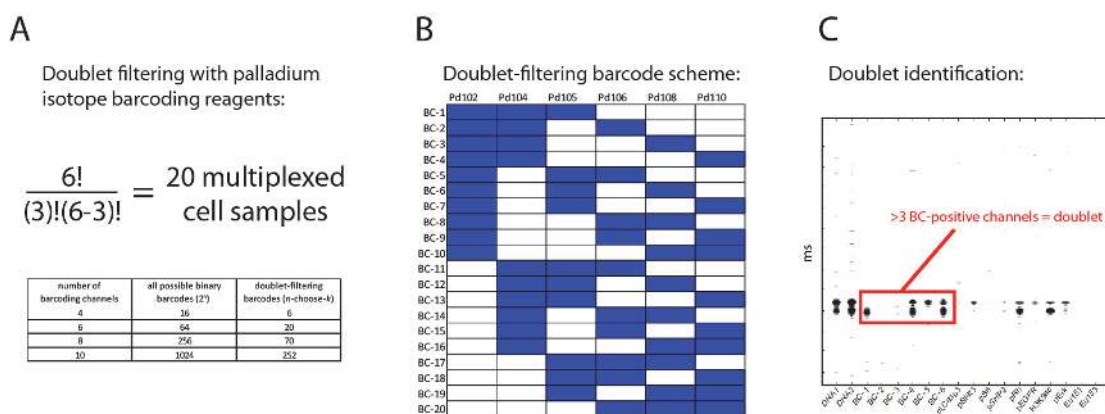 A
Doublet filtering with palladium
isotope barcoding reagents:
6!
(3)!(6-3)!
= 20 multiplexed
cell samples
number of
barcoding channels
all possible binary
barcodes (2ⁿ)
doublet-filtering
barcodes (n-choose-k)
4 16 6
6 64 20
8 256 70
10 1024 252
B
Doublet-filtering barcode scheme:
Pd102 Pd104 Pd105 Pd106 Pd108 Pd110
BC-1
BC-2
BC-3
BC-4
BC-5
BC-6
BC-7
BC-8
BC-9
BC-10
BC-11
BC-12
BC-13
BC-14
BC-15
BC-16
BC-17
BC-18
BC-19
BC-20
C
Doublet identification:
>3 BC-positive channels = doublet
ms
DNA1
DNA2
BC-1
BC-2
BC-3
BC-4
BC-5
BC-6